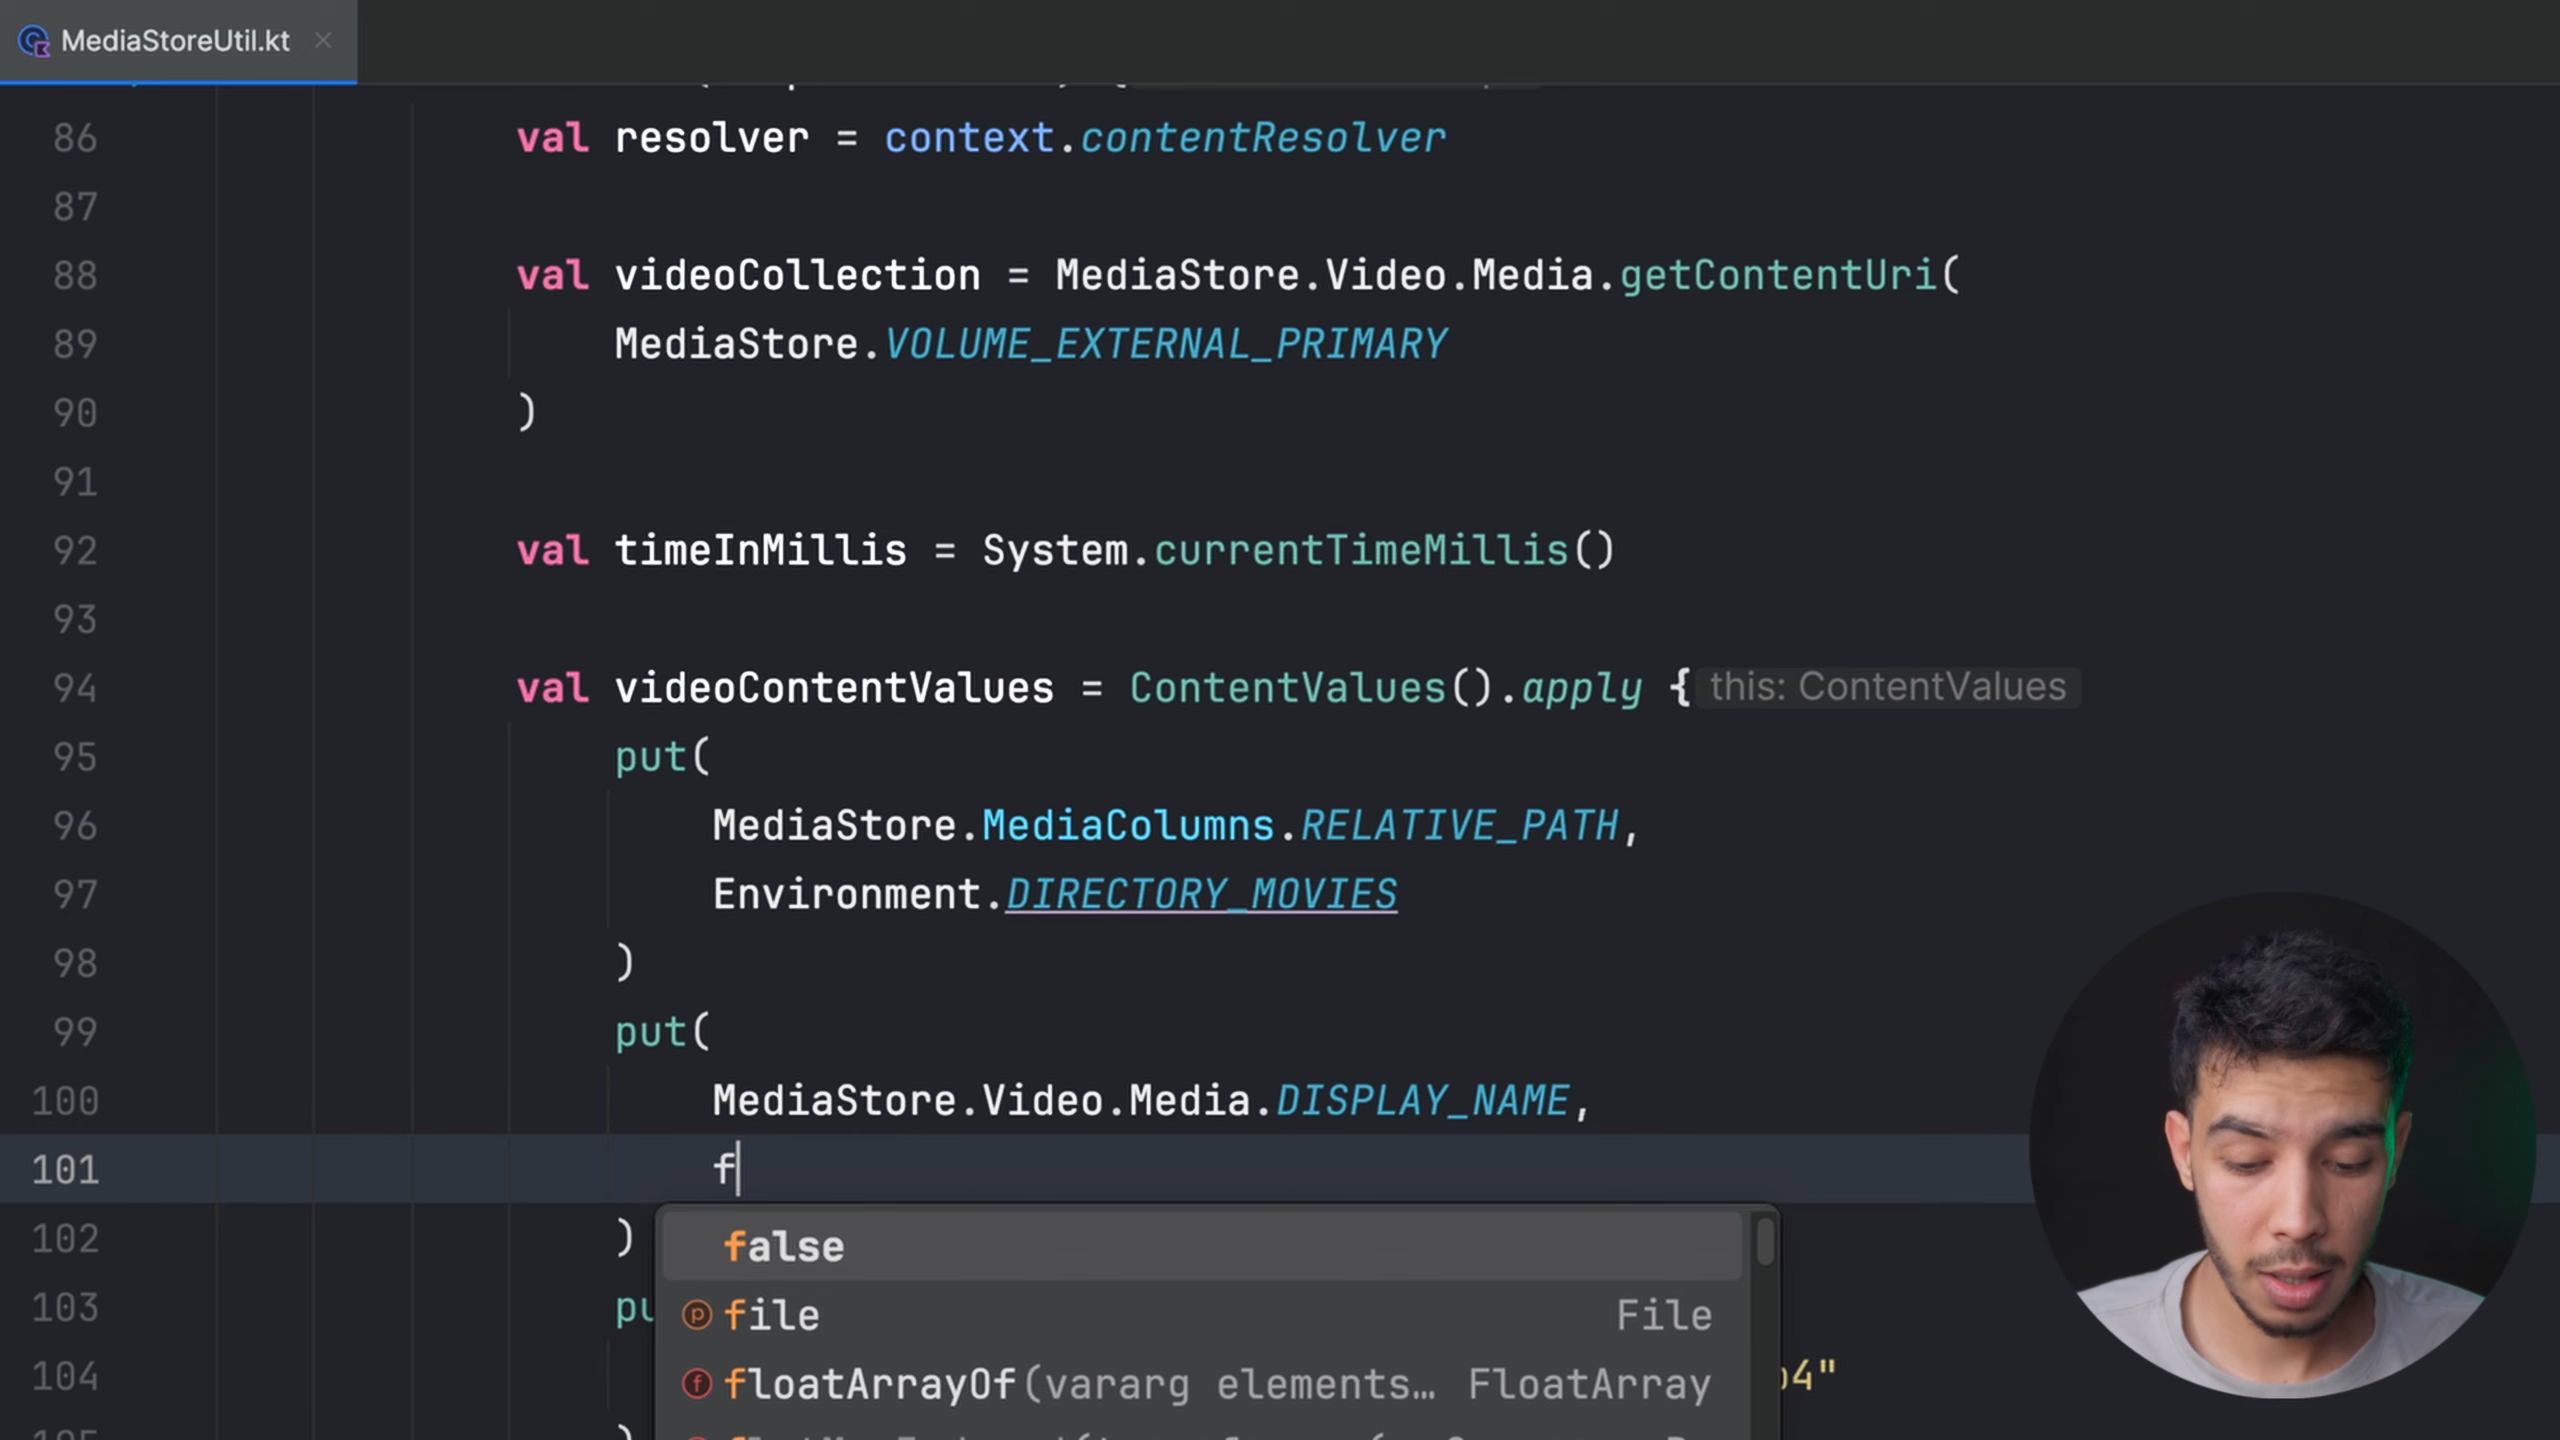 MediaStoreUtil.kt
86 val resolver = context.contentResolver
87
88 val videoCollection = MediaStore.Video.Media.getContentUri(
89 MediaStore.VOLUME_EXTERNAL_PRIMARY
90 )
91
92 val timeInMillis = System.currentTimeMillis()
93
94 val videoContentValues = ContentValues().apply { this: ContentValues
95 put(
96 MediaStore.MediaColumns.RELATIVE_PATH,
97 Environment.DIRECTORY_MOVIES
98 )
99 put(
100 MediaStore.Video.Media.DISPLAY_NAME,
101 f
102 )
false
103 pu
file File
104
floatArrayOf(vararg elements… FloatArray
4"